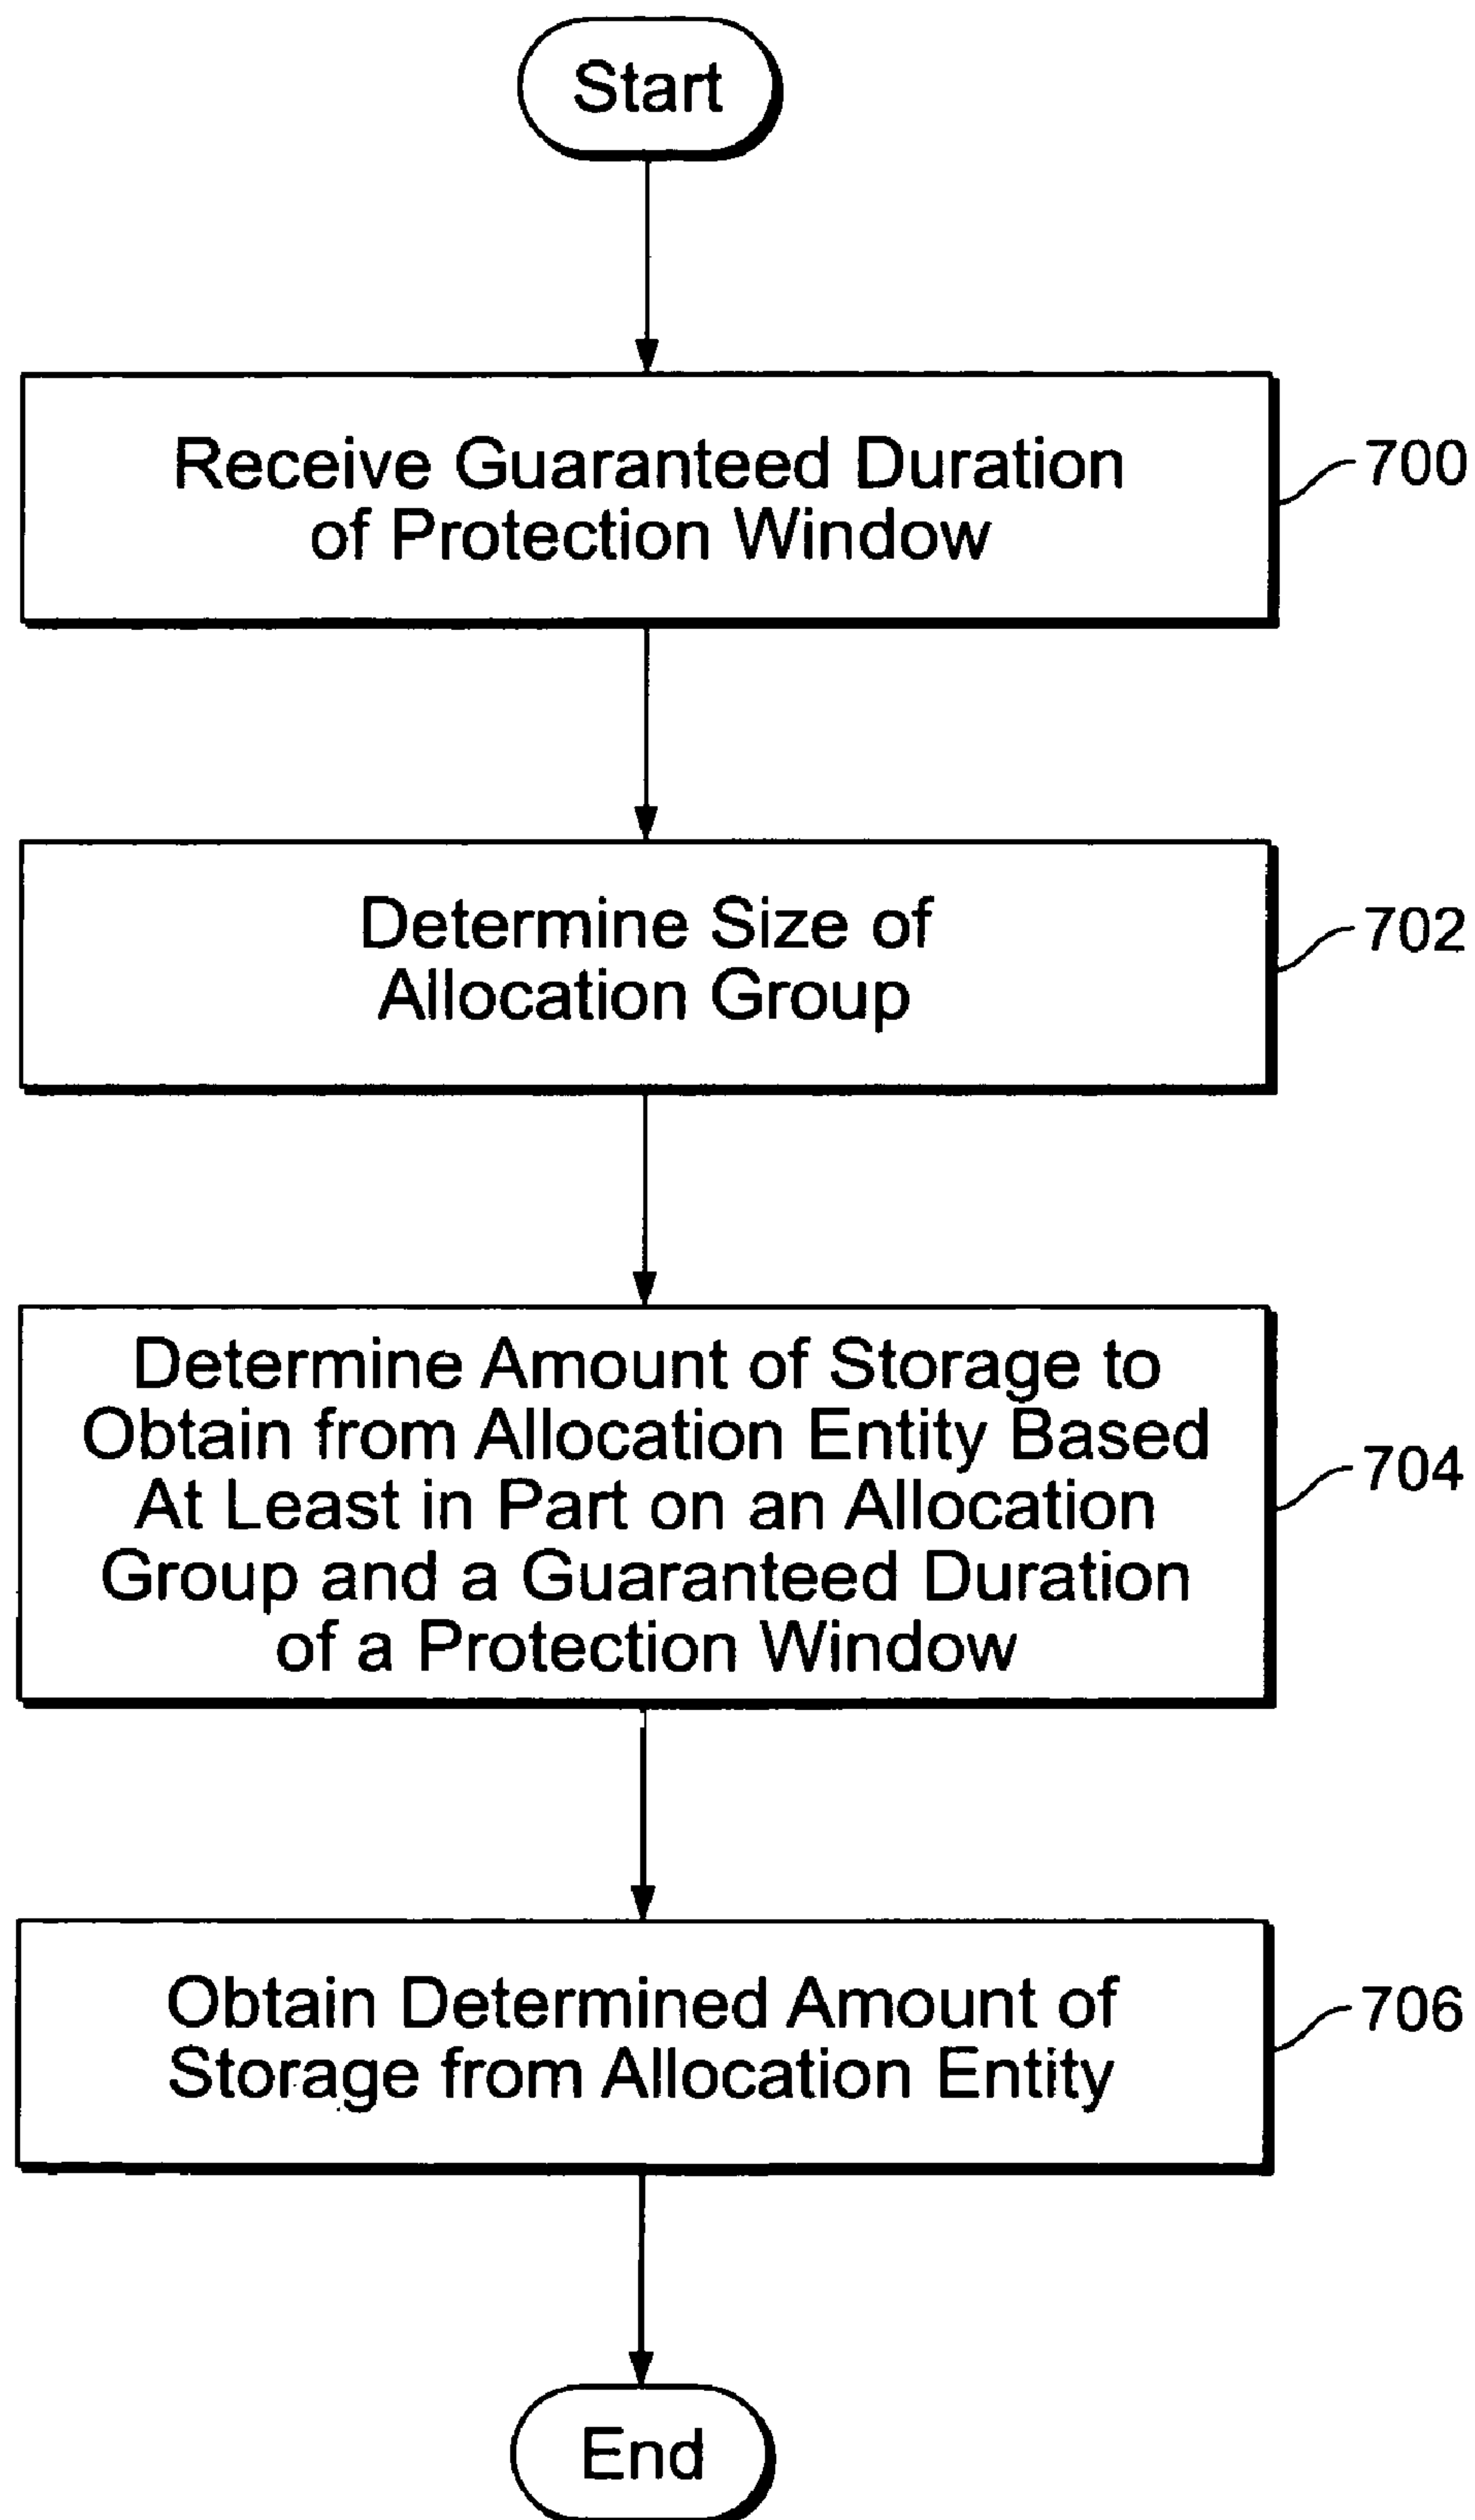 Start
Receive Guaranteed Duration
of Protection Window
700
Determine Size of
Allocation Group
702
Determine Amount of Storage to
Obtain from Allocation Entity Based
At Least in Part on an Allocation
Group and a Guaranteed Duration
of a Protection Window
704
Obtain Determined Amount of
Storage from Allocation Entity
706
End